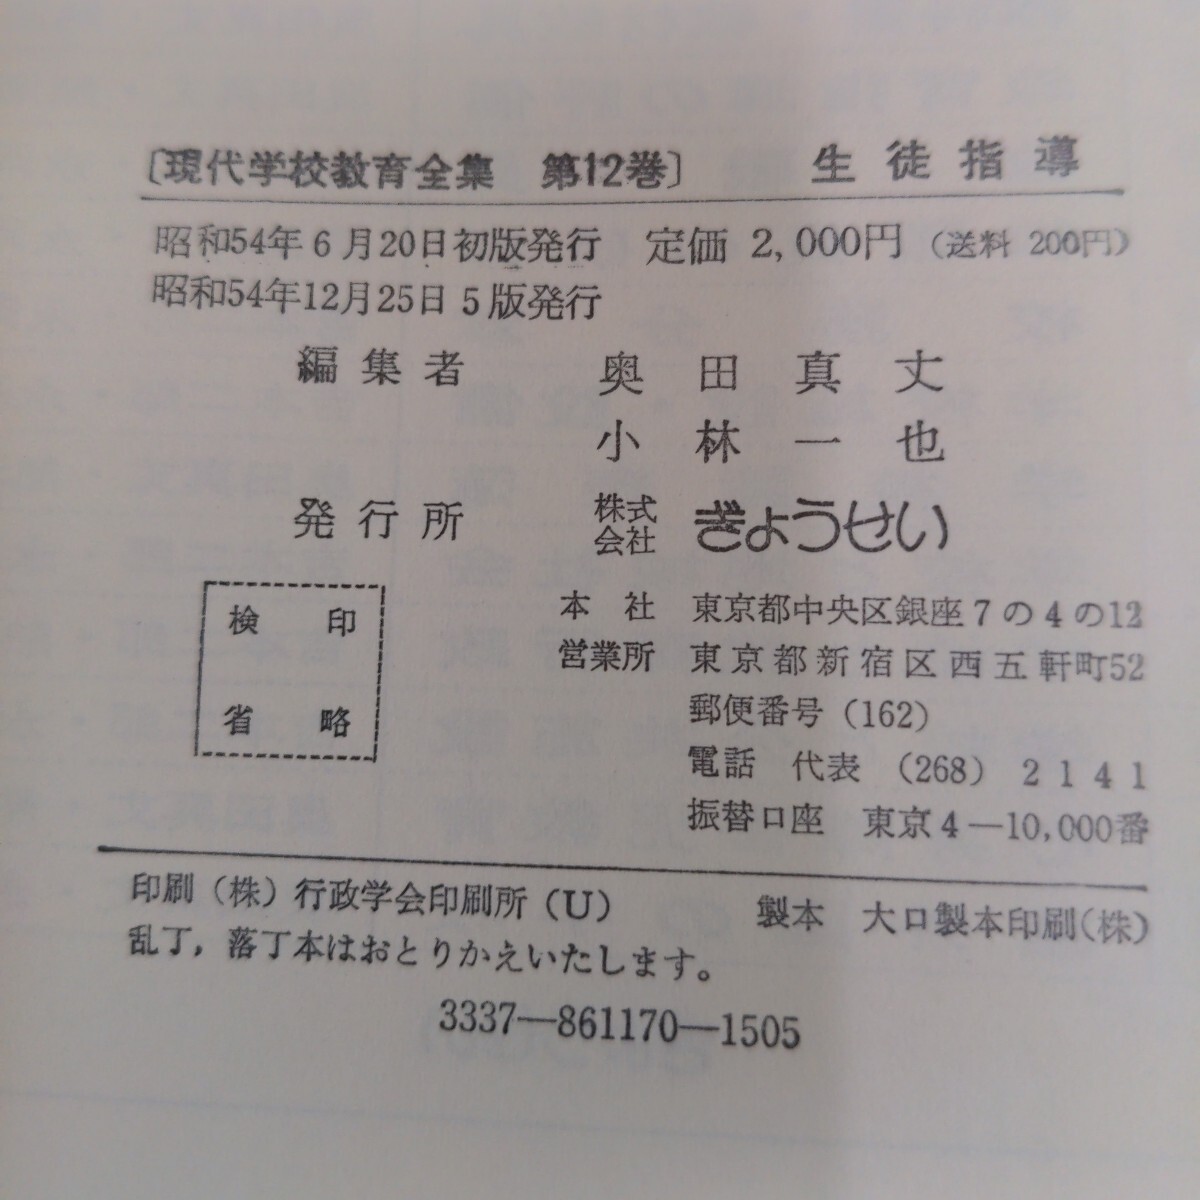 〔現代学校教育全集 第12巻〕 生徒指導
昭和54年6月20日初版発行 定価 2,000円 (送料 200円)
昭和54年12月25日5版発行
編集者 奥田真丈
小林一也
発行所 株式会社 ぎょうせい
本社 東京都中央区銀座7の4の12
営業所 東京都新宿区西五軒町52
郵便番号 (162)
電話 代表 (268) 2141
振替口座 東京4―10,000番
検印
省略
印刷 (株) 行政学会印刷所 (U) 製本 大口製本印刷(株)
乱丁,落丁本はおとりかえいたします。
3337―861170―1505